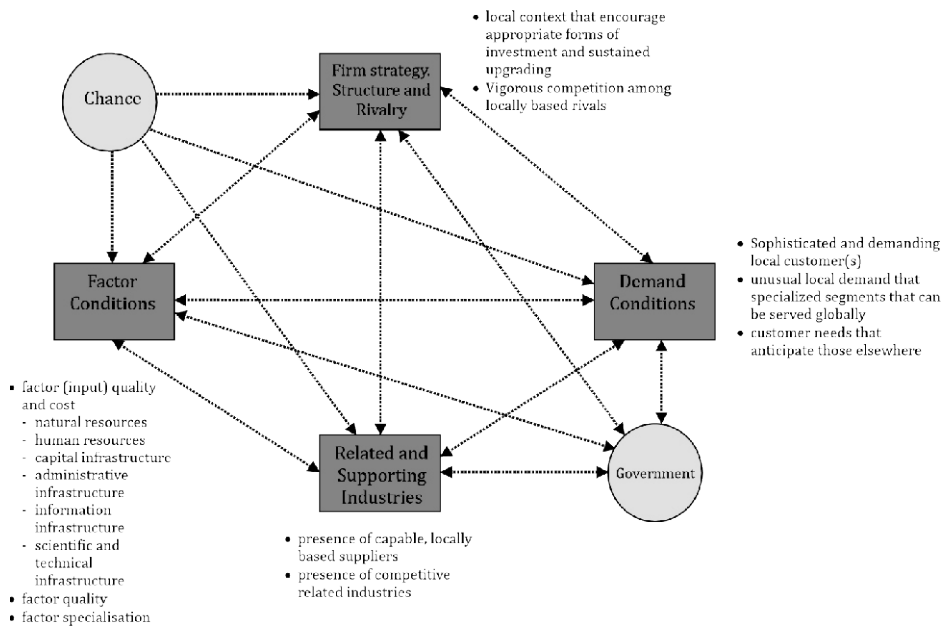 • local context that encourage
appropriate forms of
investment and sustained
upgrading
• Vigorous competition among
locally based rivals
Chance
Firm strategy,
Structure and
Rivalry
Factor
Conditions
Demand
Conditions
• Sophisticated and demanding
local customer(s)
• unusual local demand that
specialized segments that can
be served globally
• customer needs that
anticipate those elsewhere
• factor (input) quality
and cost
- natural resources
- human resources
- capital infrastructure
- administrative
infrastructure
- information
infrastructure
- scientific and
technical
infrastructure
• factor quality
• factor specialisation
Related and
Supporting
Industries
Government
• presence of capable, locally
based suppliers
• presence of competitive
related industries